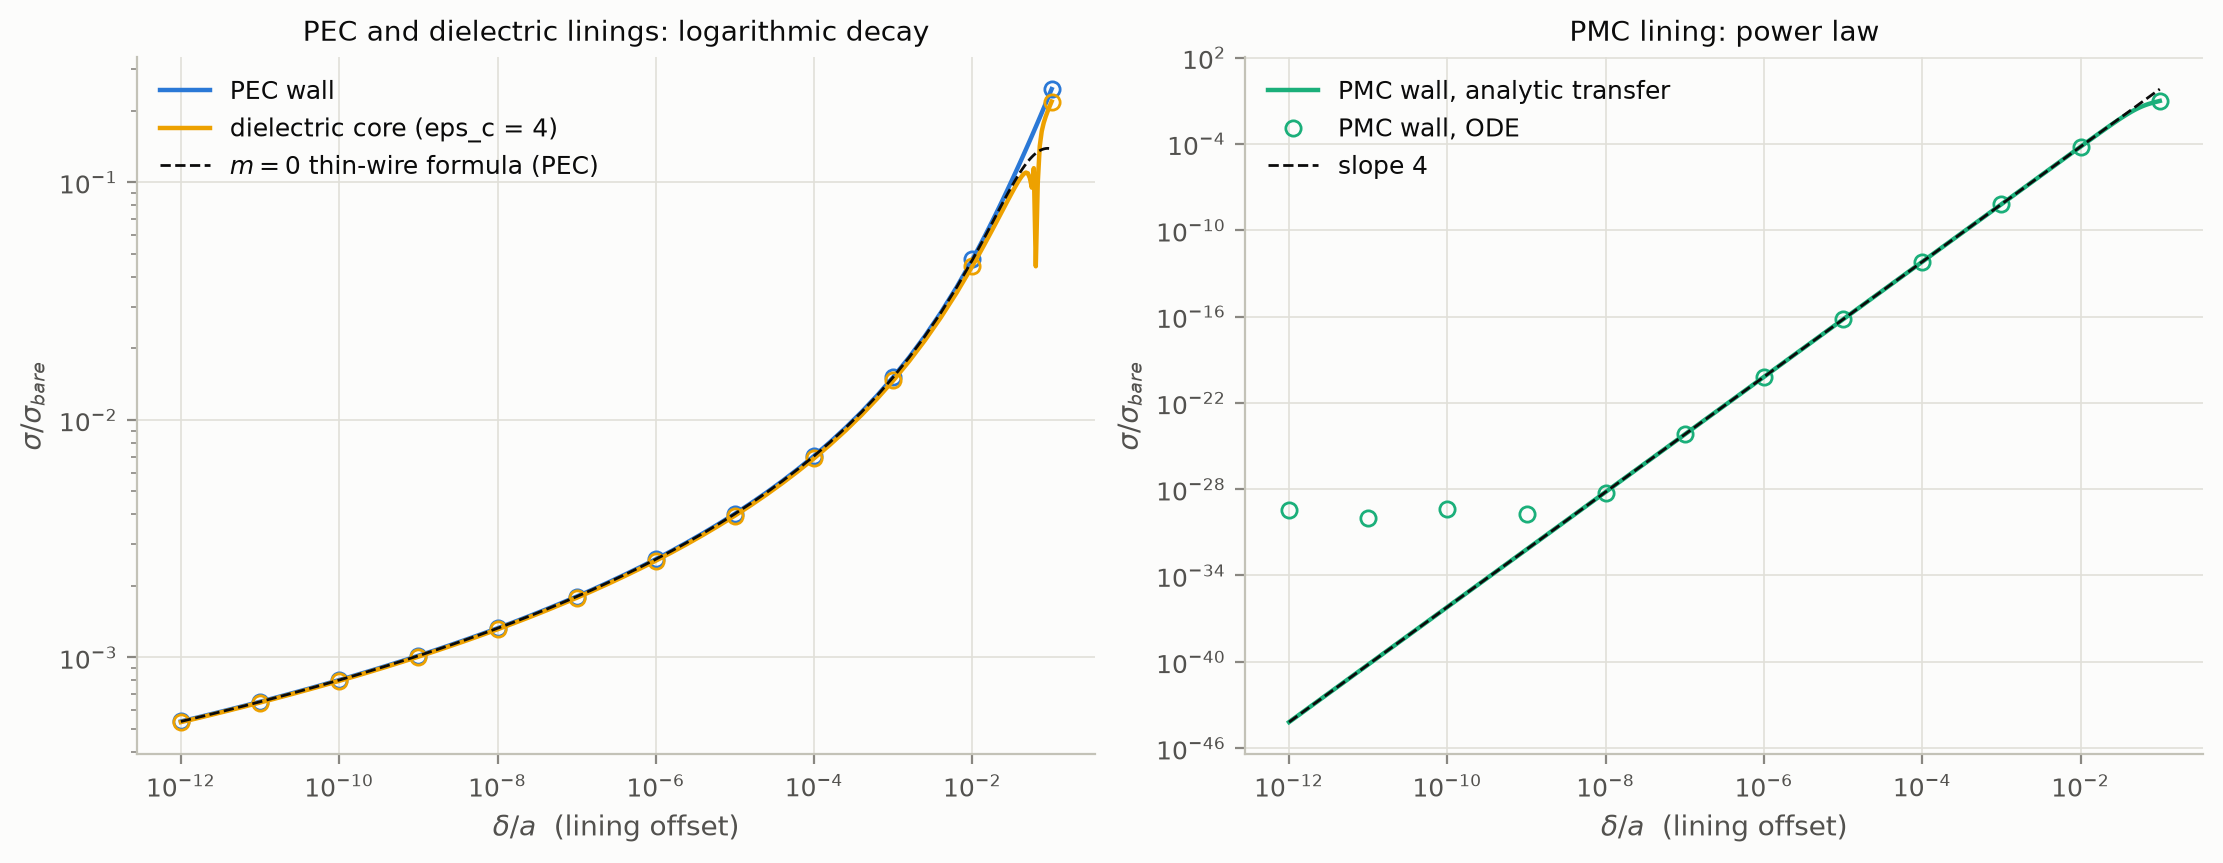 PEC and dielectric linings: logarithmic decay
PEC wall
dielectric core (eps_c = 4)
m = 0 thin-wire formula (PEC)
10⁻¹
10⁻²
10⁻³
σ/σ_bare
10⁻¹²
10⁻¹⁰
10⁻⁸
10⁻⁶
10⁻⁴
10⁻²
δ/a (lining offset)
PMC lining: power law
PMC wall, analytic transfer
PMC wall, ODE
slope 4
10²
10⁻⁴
10⁻¹⁰
10⁻¹⁶
10⁻²²
10⁻²⁸
10⁻³⁴
10⁻⁴⁰
10⁻⁴⁶
σ/σ_bare
10⁻¹²
10⁻¹⁰
10⁻⁸
10⁻⁶
10⁻⁴
10⁻²
δ/a (lining offset)